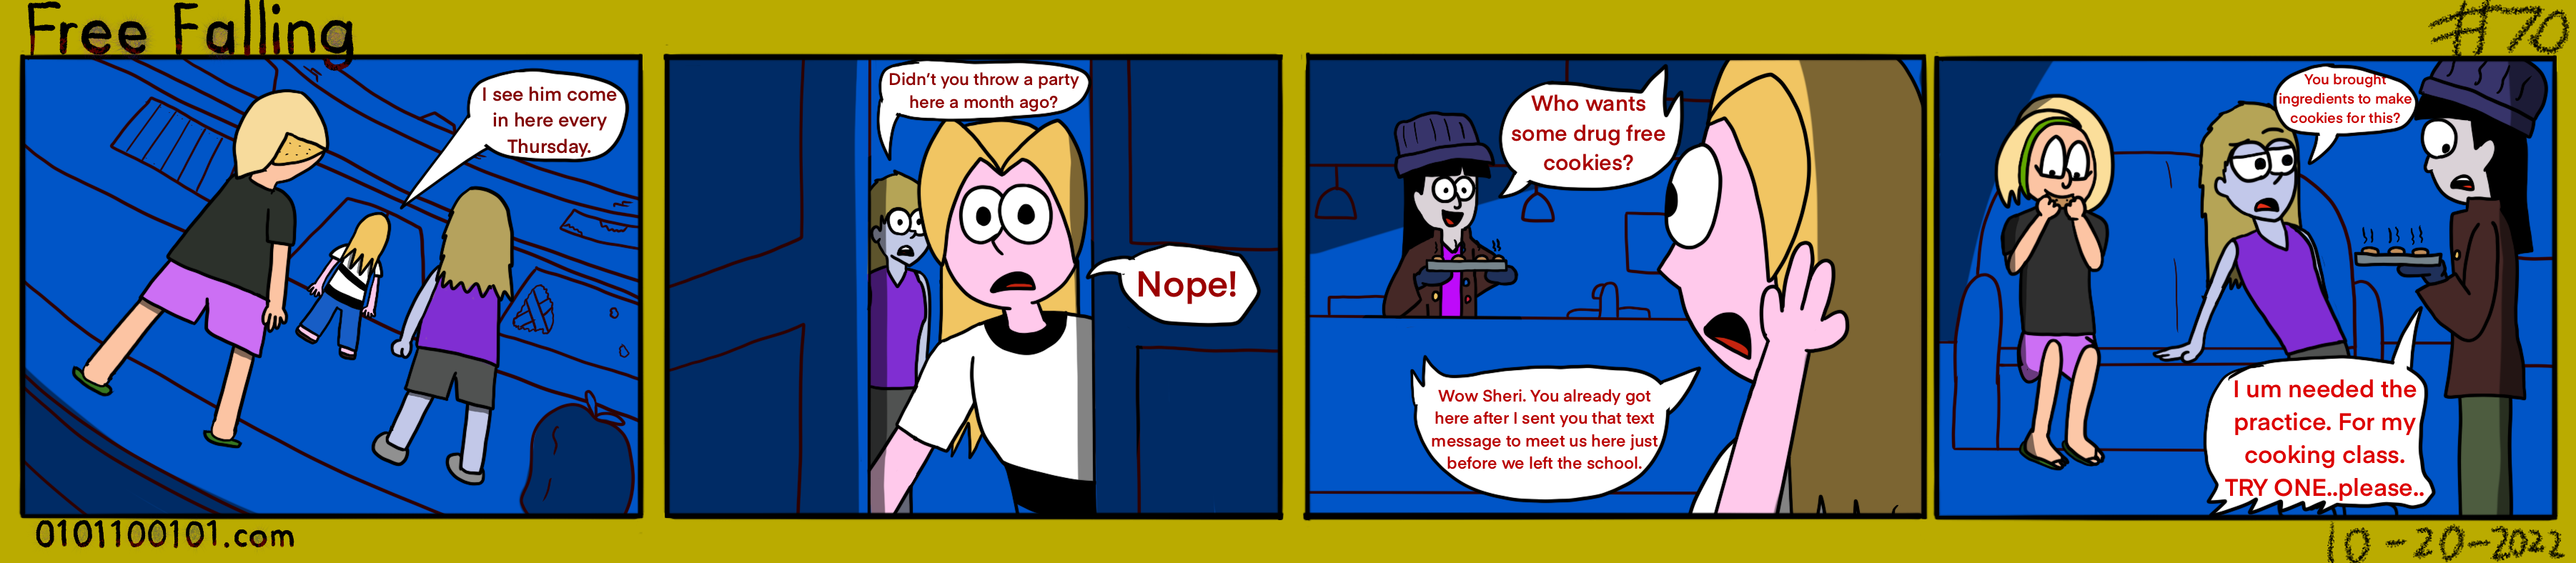 Free Falling
#70
I see him come
in here every
Thursday.
Didn't you throw a party
here a month ago?
Nope!
Who wants
some drug free
cookies?
Wow Sheri. You already got
here after I sent you that text
message to meet us here just
before we left the school.
You brought
ingredients to make
cookies for this?
I um needed the
practice. For my
cooking class.
TRY ONE..please..
0101100101.com
10-20-2022